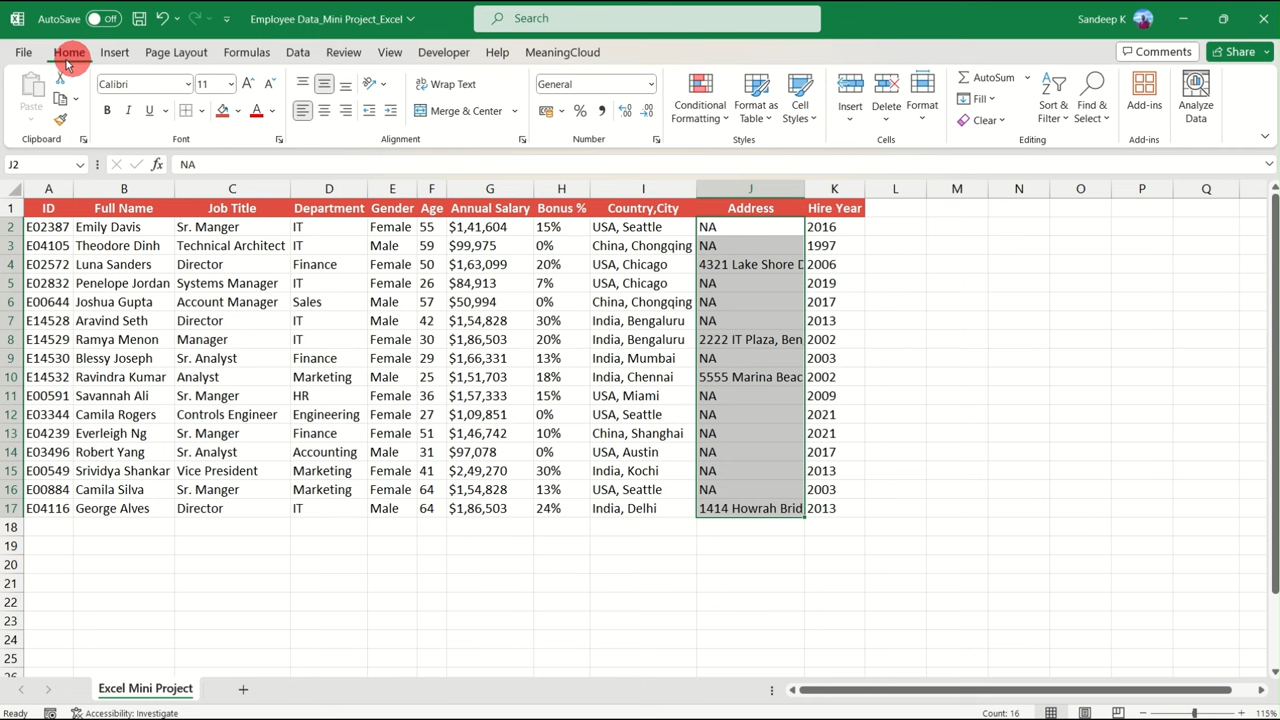 AutoSave Off Employee Data_Mini Project_Excel Search Sandeep K
File Home Insert Page Layout Formulas Data Review View Developer Help MeaningCloud Comments Share
Paste Calibri 11 Wrap Text General Conditional Formatting Format as Table Cell Styles Insert Delete Format AutoSum Sort & Filter Find & Select Add-ins Analyze Data
B I U A Merge & Center % Fill
Clear
Clipboard Font Alignment Number Styles Cells Editing Add-ins
J2 fx NA
A B C D E F G H I J K L M N O P Q
1 ID Full Name Job Title Department Gender Age Annual Salary Bonus % Country,City Address Hire Year
2 E02387 Emily Davis Sr. Manger IT Female 55 $1,41,604 15% USA, Seattle NA 2016
3 E04105 Theodore Dinh Technical Architect IT Male 59 $99,975 0% China, Chongqing NA 1997
4 E02572 Luna Sanders Director Finance Female 50 $1,63,099 20% USA, Chicago 4321 Lake Shore D 2006
5 E02832 Penelope Jordan Systems Manager IT Female 26 $84,913 7% USA, Chicago NA 2019
6 E00644 Joshua Gupta Account Manager Sales Male 57 $50,994 0% China, Chongqing NA 2017
7 E14528 Aravind Seth Director IT Male 42 $1,54,828 30% India, Bengaluru NA 2013
8 E14529 Ramya Menon Manager IT Female 30 $1,86,503 20% India, Bengaluru 2222 IT Plaza, Ben 2002
9 E14530 Blessy Joseph Sr. Analyst Finance Female 29 $1,66,331 13% India, Mumbai NA 2003
10 E14532 Ravindra Kumar Analyst Marketing Male 25 $1,51,703 18% India, Chennai 5555 Marina Beac 2002
11 E00591 Savannah Ali Sr. Manger HR Female 36 $1,57,333 15% USA, Miami NA 2009
12 E03344 Camila Rogers Controls Engineer Engineering Female 27 $1,09,851 0% USA, Seattle NA 2021
13 E04239 Everleigh Ng Sr. Manger Finance Female 51 $1,46,742 10% China, Shanghai NA 2021
14 E03496 Robert Yang Sr. Analyst Accounting Male 31 $97,078 0% USA, Austin NA 2017
15 E00549 Srividya Shankar Vice President Marketing Female 41 $2,49,270 30% India, Kochi NA 2013
16 E00884 Camila Silva Sr. Manger Marketing Female 64 $1,54,828 13% USA, Seattle NA 2003
17 E04116 George Alves Director IT Male 64 $1,86,503 24% India, Delhi 1414 Howrah Brid 2013
18
19
20
21
22
23
24
25
Excel Mini Project
Ready Accessibility: Investigate Count: 16 115%